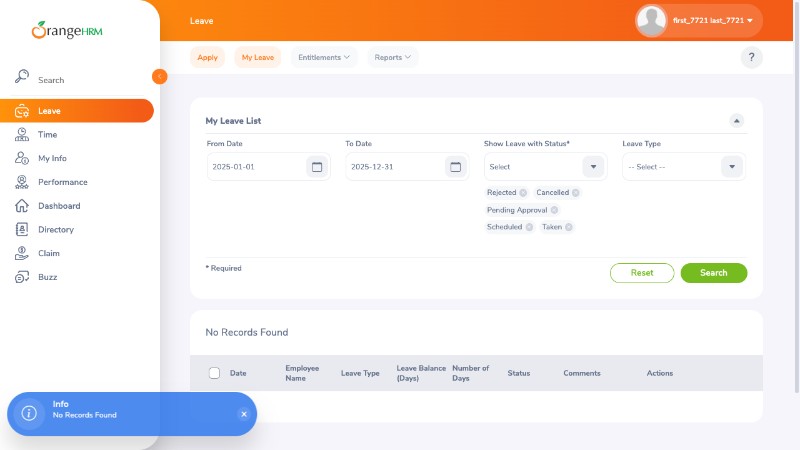 OrangeHRM
Leave
first_7721 last_7721
Search
Leave
Time
My Info
Performance
Dashboard
Directory
Claim
Buzz
Apply
My Leave
Entitlements
Reports
?
My Leave List
From Date
To Date
Show Leave with Status*
Leave Type
2025-01-01
2025-12-31
Select
-- Select --
Rejected
Cancelled
Pending Approval
Scheduled
Taken
* Required
Reset
Search
No Records Found
Date
Employee
Name
Leave Type
Leave Balance
(Days)
Number of
Days
Status
Comments
Actions
Info
No Records Found